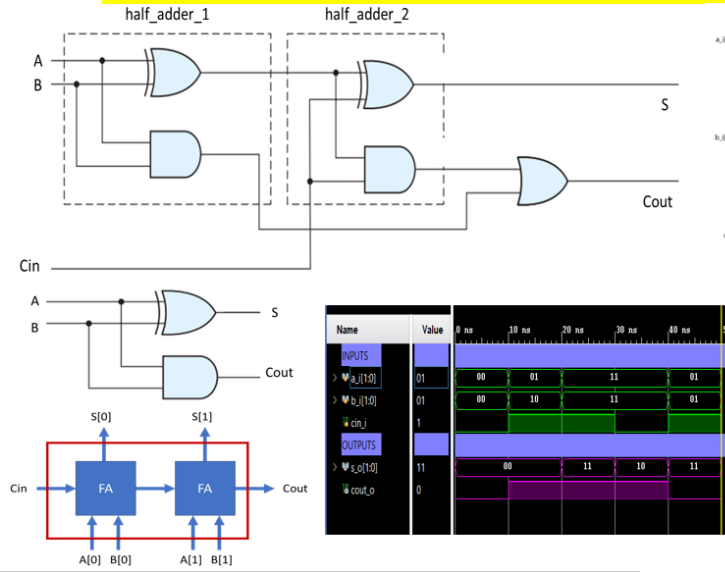 half_adder_1 half_adder_2
a_i
A
B
S
b_i
Cout
Cin
A
B
S
Cout
S[0] S[1]
Cin FA FA Cout
A[0] B[0] A[1] B[1]
Name Value 0 ns 10 ns 20 ns 30 ns 40 ns
INPUTS
a_i[1:0] 01 00 01 11 01
b_i[1:0] 01 00 10 11 01
cin_i 1
OUTPUTS
s_o[1:0] 11 00 11 10 11
cout_o 0